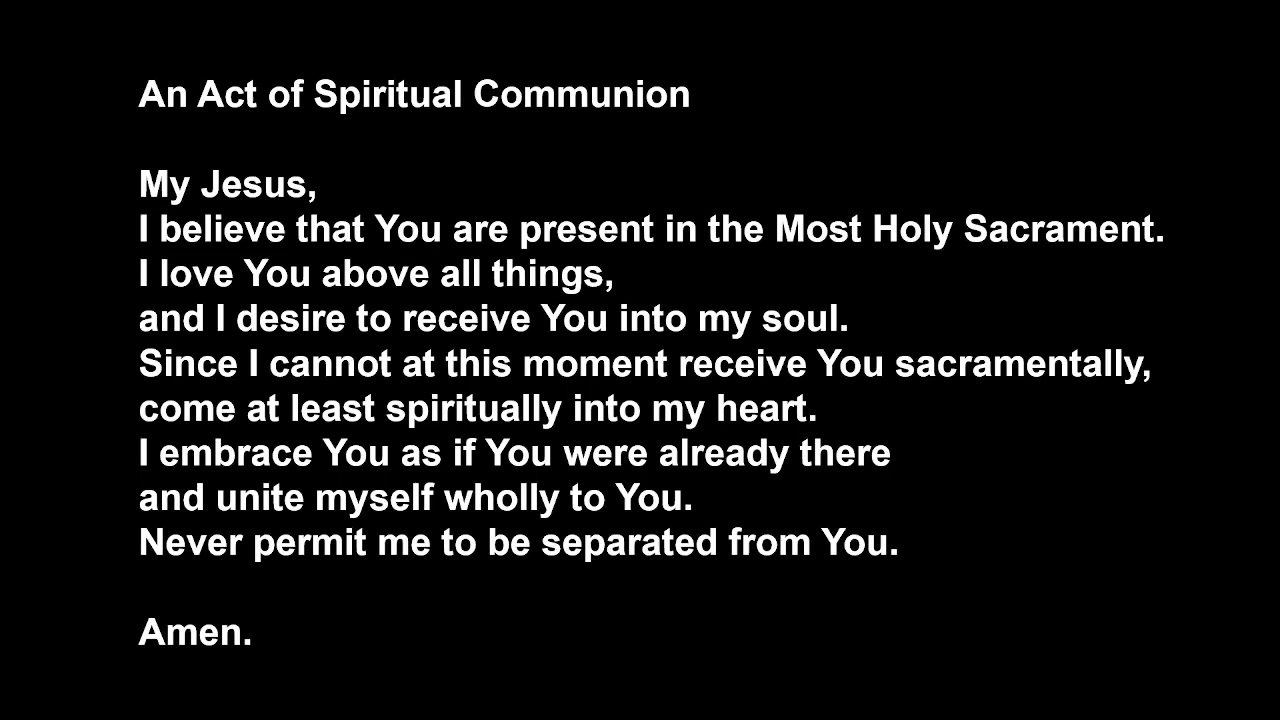 An Act of Spiritual Communion
My Jesus,
I believe that You are present in the Most Holy Sacrament.
I love You above all things,
and I desire to receive You into my soul.
Since I cannot at this moment receive You sacramentally,
come at least spiritually into my heart.
I embrace You as if You were already there
and unite myself wholly to You.
Never permit me to be separated from You.
Amen.